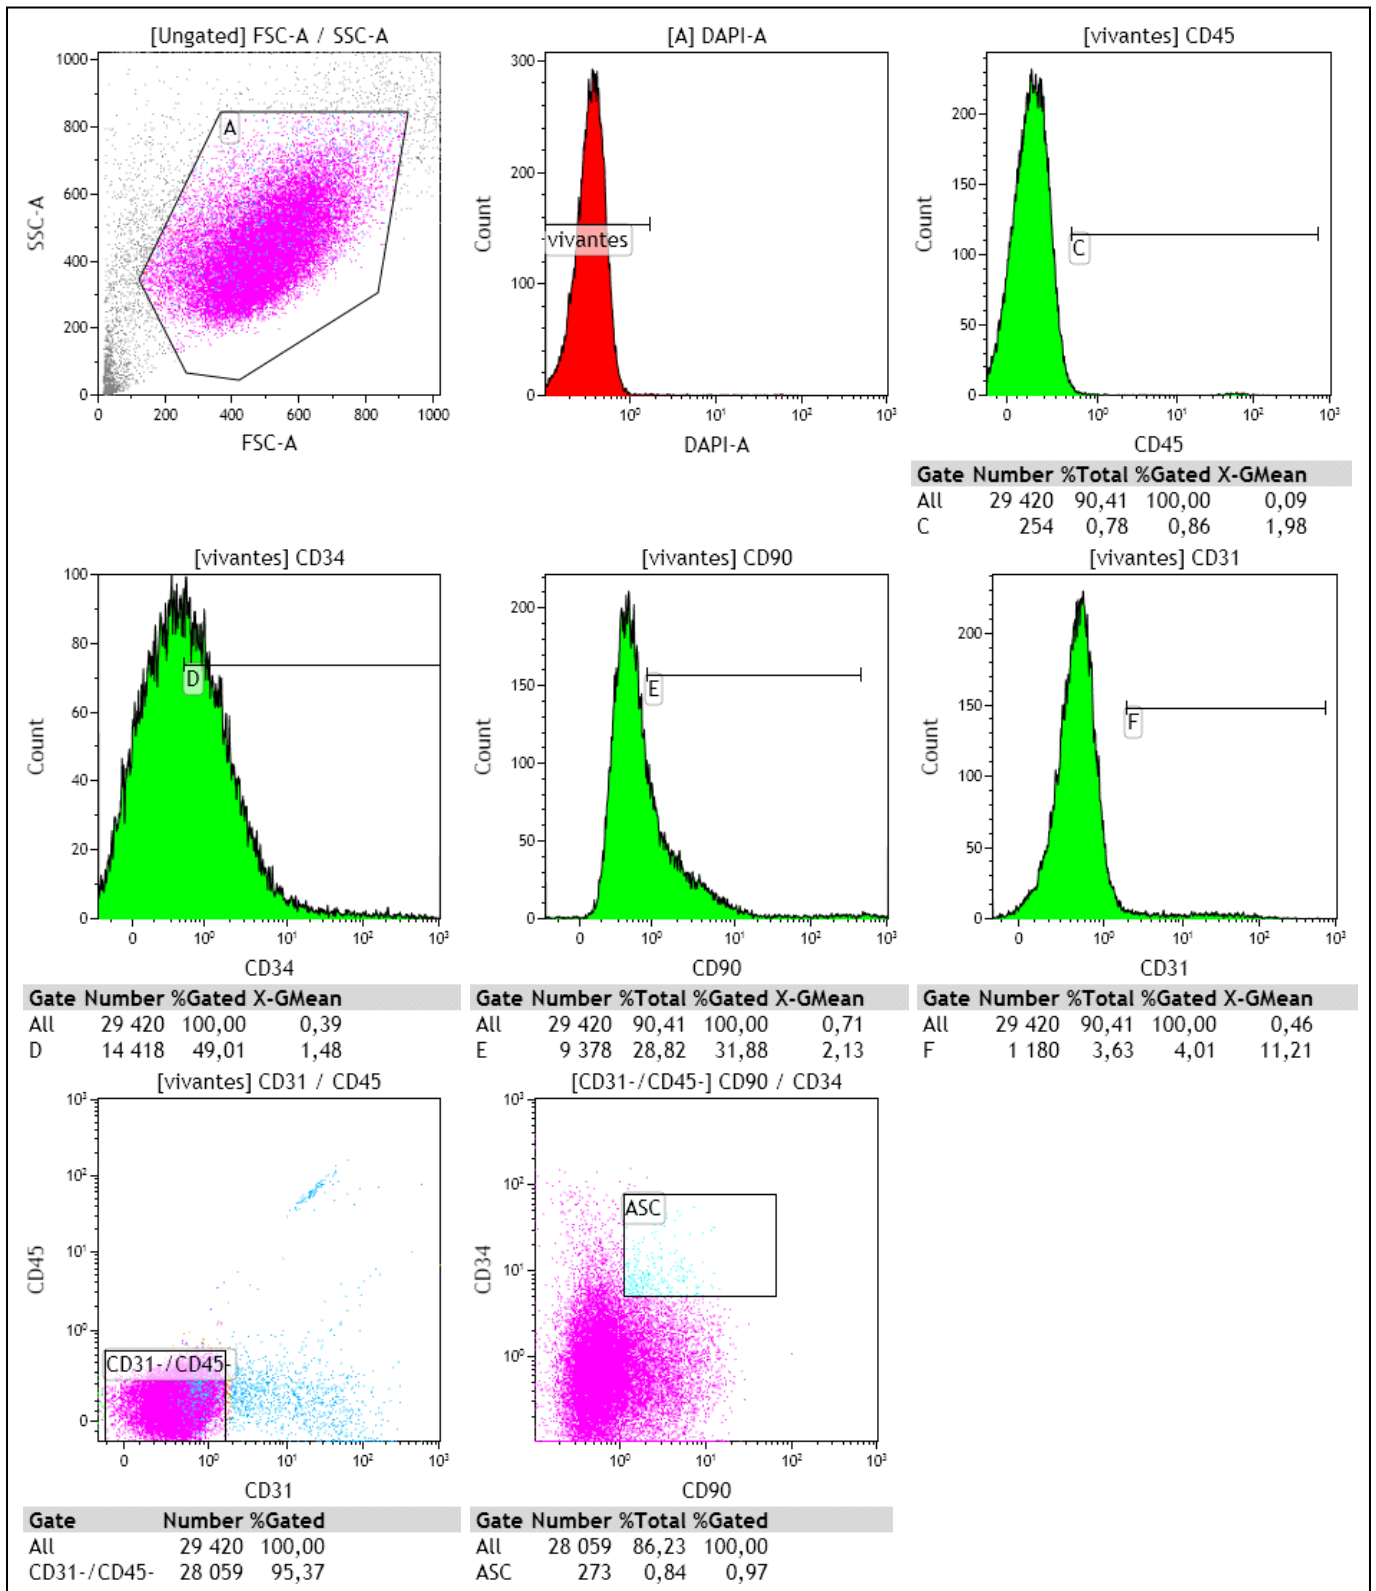 [Ungated] FSC-A / SSC-A
1000
800
600
400
200
0
SSC-A
A
0 200 400 600 800 1000
FSC-A
[A] DAPI-A
300
200
100
0
Count
vivantes
10⁰ 10¹ 10² 10³
DAPI-A
[vivantes] CD45
200
150
100
50
0
Count
C
0 10⁰ 10¹ 10² 10³
CD45
Gate Number %Total %Gated X-GMean
All 29 420 90,41 100,00 0,09
C 254 0,78 0,86 1,98
[vivantes] CD34
100
80
60
40
20
0
Count
D
0 10⁰ 10¹ 10² 10³
CD34
Gate Number %Gated X-GMean
All 29 420 100,00 0,39
D 14 418 49,01 1,48
[vivantes] CD90
200
150
100
50
0
Count
E
0 10⁰ 10¹ 10² 10³
CD90
Gate Number %Total %Gated X-GMean
All 29 420 90,41 100,00 0,71
E 9 378 28,82 31,88 2,13
[vivantes] CD31
200
150
100
50
0
Count
F
0 10⁰ 10¹ 10² 10³
CD31
Gate Number %Total %Gated X-GMean
All 29 420 90,41 100,00 0,46
F 1 180 3,63 4,01 11,21
[vivantes] CD31 / CD45
10³
10²
10¹
10⁰
0
CD45
CD31-/CD45-
0 10⁰ 10¹ 10² 10³
CD31
Gate Number %Gated
All 29 420 100,00
CD31-/CD45- 28 059 95,37
[CD31-/CD45-] CD90 / CD34
10³
10²
10¹
10⁰
CD34
ASC
10⁰ 10¹ 10² 10³
CD90
Gate Number %Total %Gated
All 28 059 86,23 100,00
ASC 273 0,84 0,97